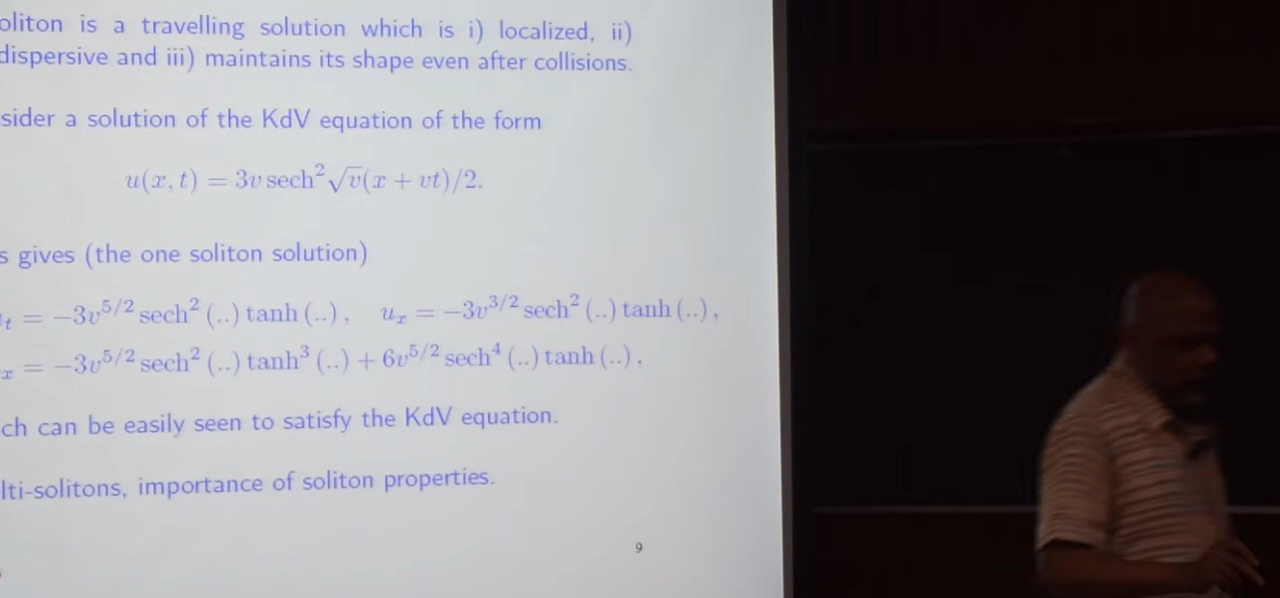 oliton is a travelling solution which is i) localized, ii)
dispersive and iii) maintains its shape even after collisions.
sider a solution of the KdV equation of the form
u(x, t) = 3v sech² √v(x + vt)/2.
s gives (the one soliton solution)
t = −3v^{5/2} sech² (..) tanh (..), u_x = −3v^{3/2} sech² (..) tanh (..),
x = −3v^{5/2} sech² (..) tanh³ (..) + 6v^{5/2} sech⁴ (..) tanh (..),
ch can be easily seen to satisfy the KdV equation.
lti-solitons, importance of soliton properties.
9